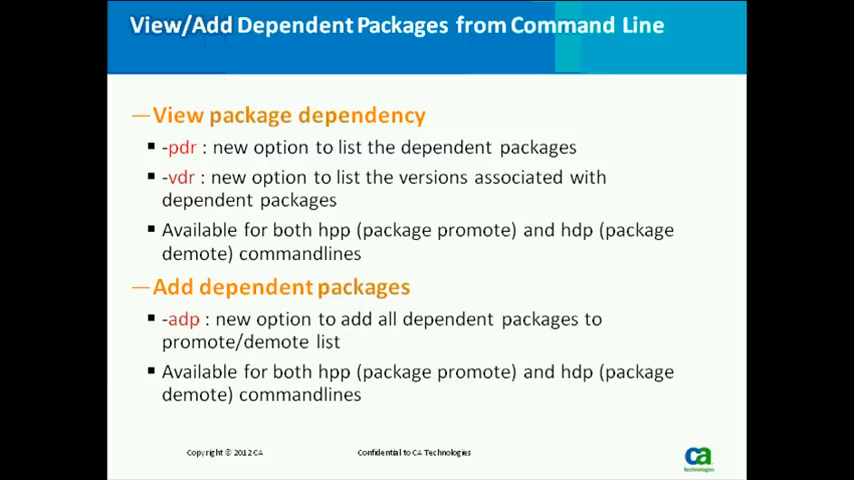 View/Add Dependent Packages from Command Line
—View package dependency
▪ -pdr : new option to list the dependent packages
▪ -vdr : new option to list the versions associated with
dependent packages
▪ Available for both hpp (package promote) and hdp (package
demote) commandlines
—Add dependent packages
▪ -adp : new option to add all dependent packages to
promote/demote list
▪ Available for both hpp (package promote) and hdp (package
demote) commandlines
Copyright © 2012 CA
Confidential to CA Technologies
ca
technologies